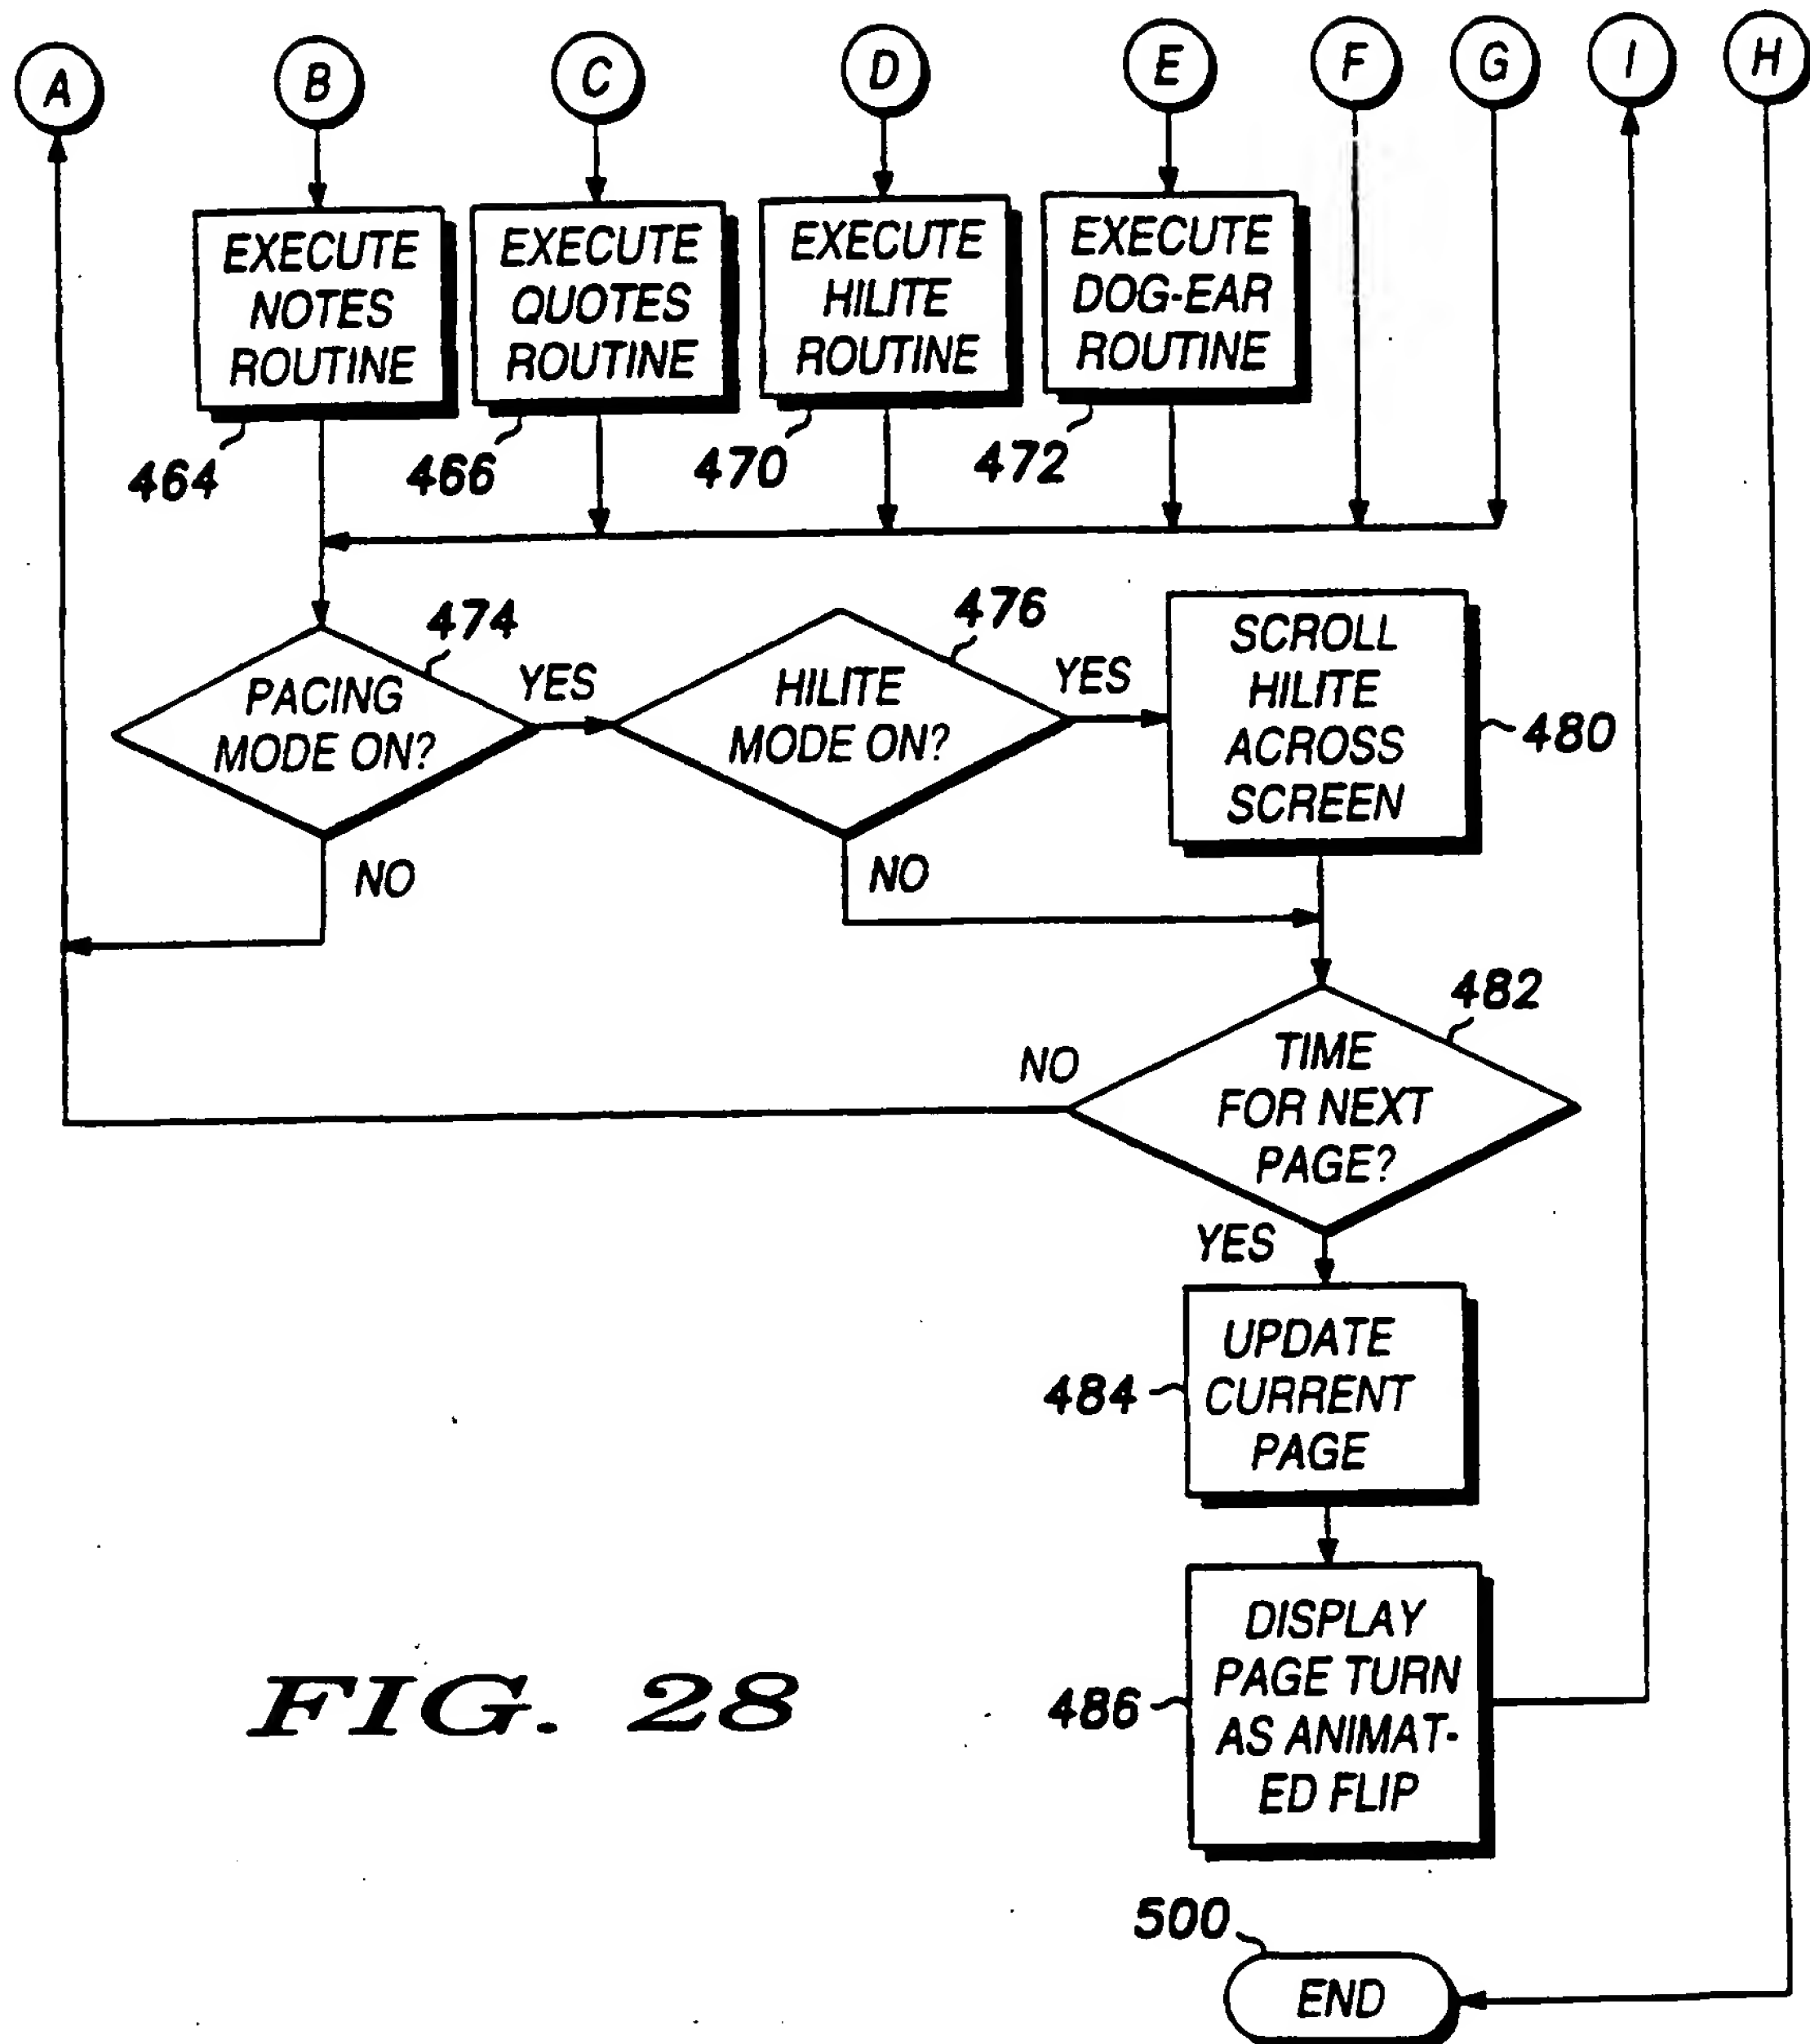 A B C D E F G I H
EXECUTE
NOTES
ROUTINE
464
EXECUTE
QUOTES
ROUTINE
466
EXECUTE
HILITE
ROUTINE
470
EXECUTE
DOG-EAR
ROUTINE
472
PACING
MODE ON?
474
YES
NO
HILITE
MODE ON?
476
YES
NO
SCROLL
HILITE
ACROSS
SCREEN
480
TIME
FOR NEXT
PAGE?
482
NO
YES
UPDATE
CURRENT
PAGE
484
DISPLAY
PAGE TURN
AS ANIMAT-
ED FLIP
486
500
END
FIG. 28